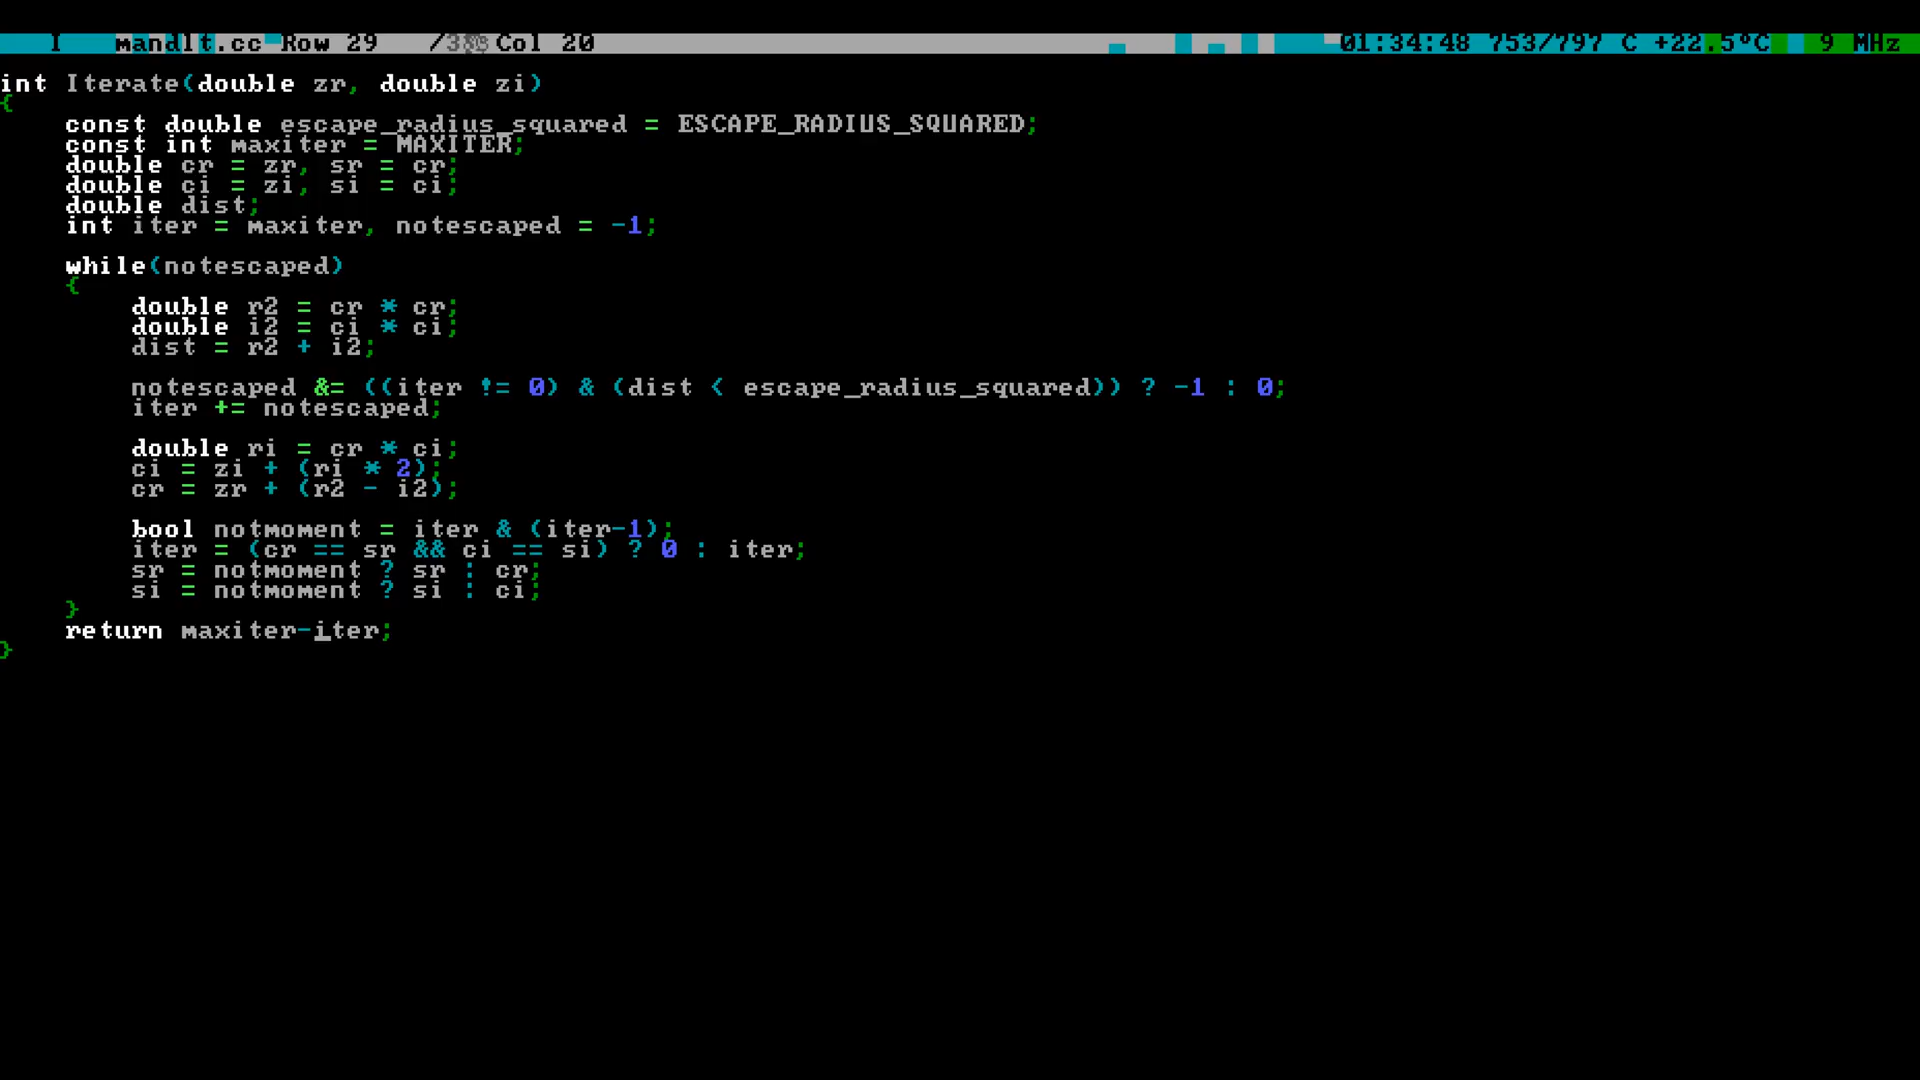 I mandlt.cc Row 29 /38 Col 20 01:34:48 753/797 C +22.5°C 9 MHz
int Iterate(double zr, double zi)
{
    const double escape_radius_squared = ESCAPE_RADIUS_SQUARED;
    const int maxiter = MAXITER;
    double cr = zr, sr = cr;
    double ci = zi, si = ci;
    double dist;
    int iter = maxiter, notescaped = -1;
    while(notescaped)
    {
        double r2 = cr * cr;
        double i2 = ci * ci;
        dist = r2 + i2;
        notescaped &= ((iter != 0) & (dist < escape_radius_squared)) ? -1 : 0;
        iter += notescaped;
        double ri = cr * ci;
        ci = zi + (ri * 2);
        cr = zr + (r2 - i2);
        bool notmoment = iter & (iter-1);
        iter = (cr == sr && ci == si) ? 0 : iter;
        sr = notmoment ? sr : cr;
        si = notmoment ? si : ci;
    }
    return maxiter-iter;
}